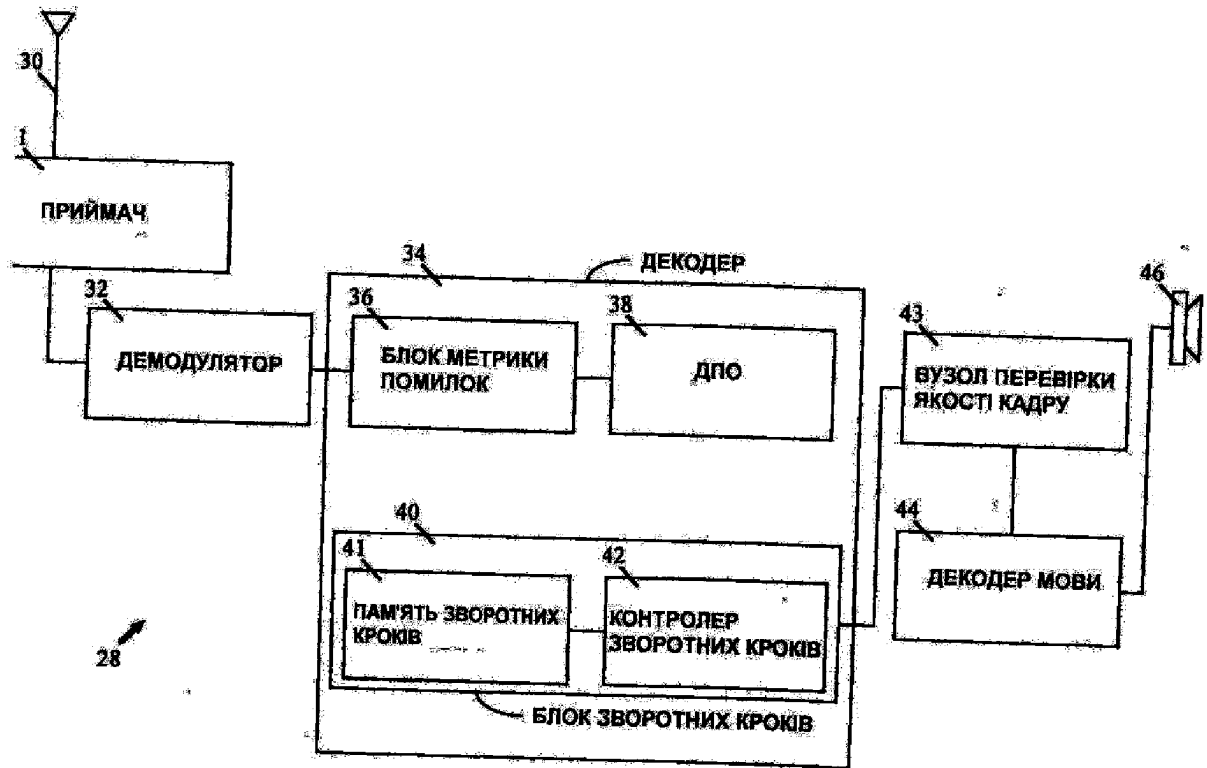 30
1
ПРИЙМАЧ
32
ДЕМОДУЛЯТОР
34
ДЕКОДЕР
36
БЛОК МЕТРИКИ
ПОМИЛОК
38
ДПО
43
ВУЗОЛ ПЕРЕВІРКИ
ЯКОСТІ КАДРУ
46
40
41
ПАМ'ЯТЬ ЗВОРОТНИХ
КРОКІВ
42
КОНТРОЛЕР
ЗВОРОТНИХ КРОКІВ
44
ДЕКОДЕР МОВИ
28
БЛОК ЗВОРОТНИХ КРОКІВ